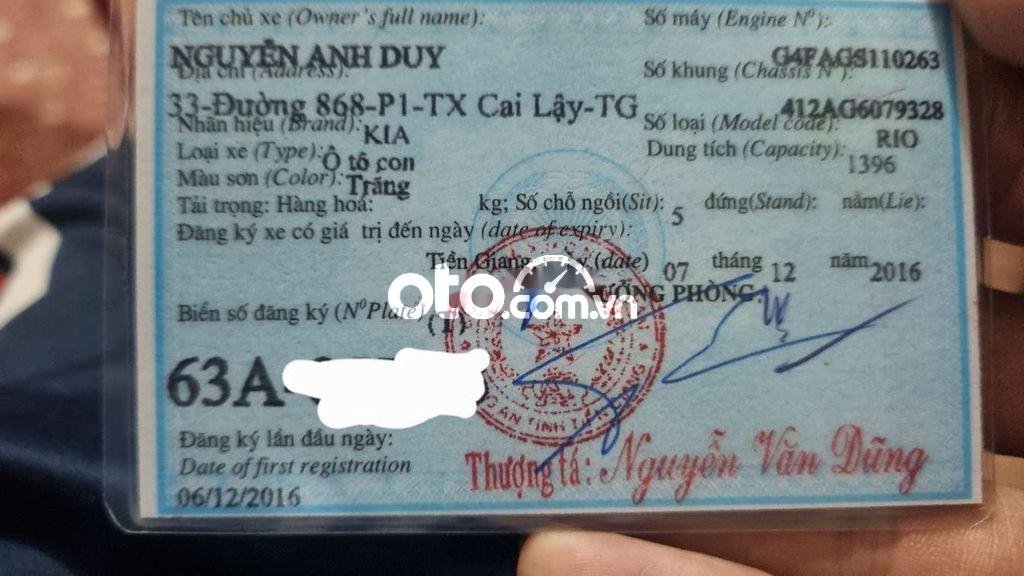 Tên chủ xe (Owner's full name):
Số máy (Engine Nº):
NGUYỄN ANH DUY
G4FAGS110263
Địa chỉ (Address):
Số khung (Chassis Nº):
33-Đường 868-P1-TX Cai Lậy-TG
412AG6079328
Nhãn hiệu (Brand):
KIA
Số loại (Model code):
RIO
Loại xe (Type):
Ô tô con
Dung tích (Capacity):
1396
Màu sơn (Color):
Trắng
Tải trọng: Hàng hoá: kg; Số chỗ ngồi(Sit): 5 đứng(Stand): nằm(Lie):
Đăng ký xe có giá trị đến ngày (date of expiry):
Tiền Giang (date) 07 tháng 12 năm 2016
oto.com.vn
PHÒNG
Biển số đăng ký (NºPlate)
(T)
63A-
Đăng ký lần đầu ngày:
Date of first registration
06/12/2016
Thượng tá: Nguyễn Văn Dũng